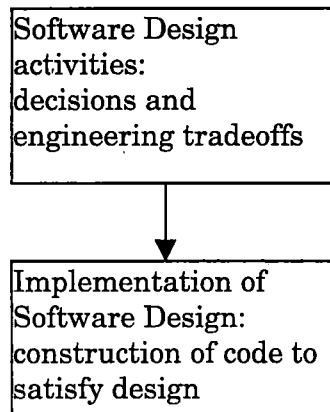 Software Design
activities:
decisions and
engineering tradeoffs
Implementation of
Software Design:
construction of code to
satisfy design